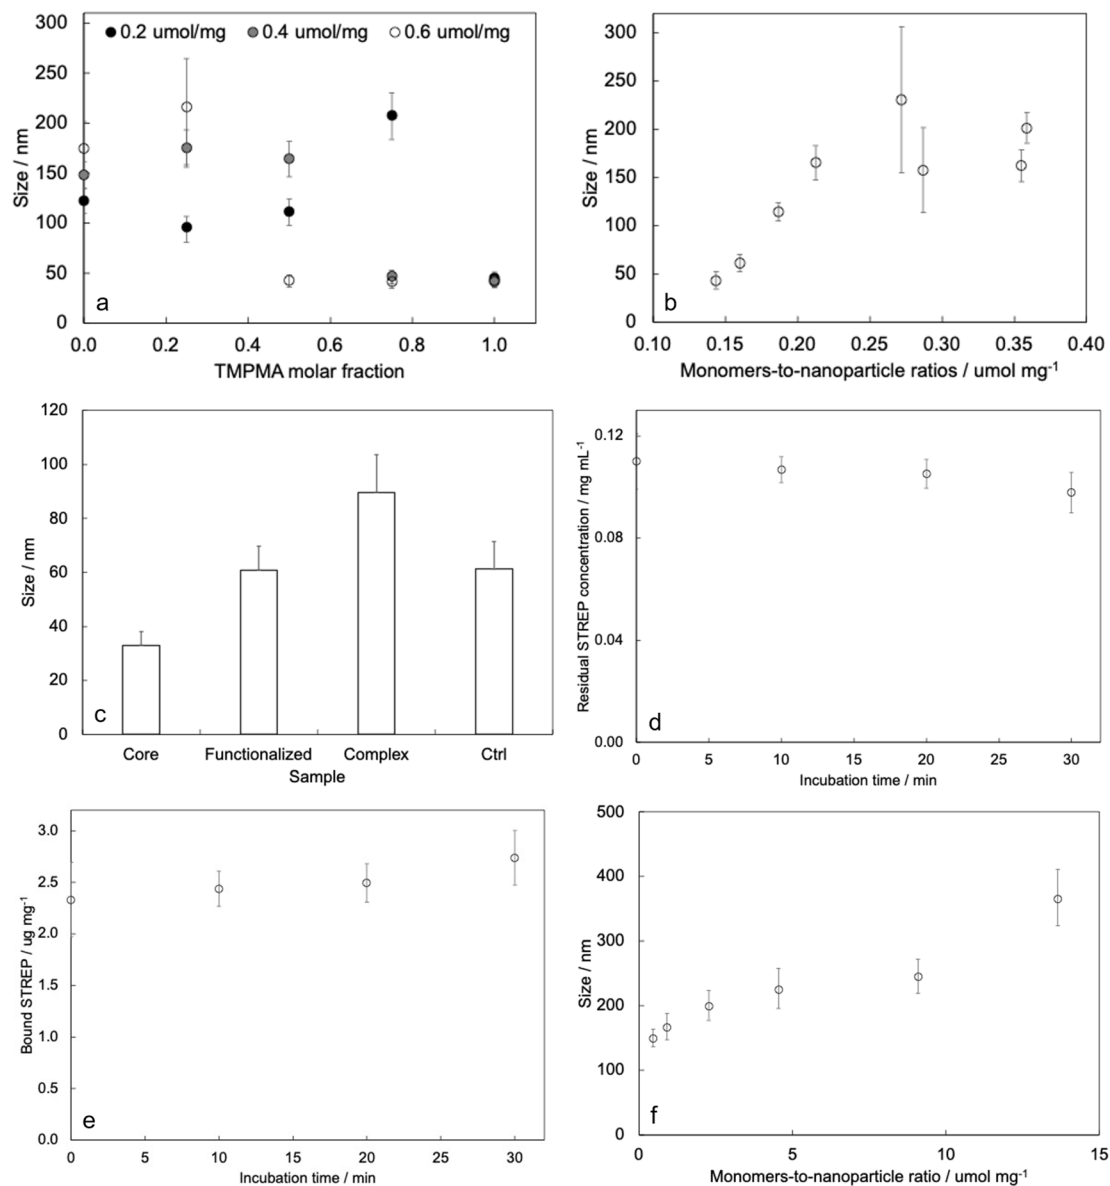 300
250
200
150
100
50
0
Size / nm
0.2 umol/mg 0.4 umol/mg 0.6 umol/mg
a
0.0 0.2 0.4 0.6 0.8 1.0
TMPMA molar fraction
300
250
200
150
100
50
0
Size / nm
b
0.10 0.15 0.20 0.25 0.30 0.35 0.40
Monomers-to-nanoparticle ratios / umol mg-1
120
100
80
60
40
20
0
Size / nm
c
Core Functionalized Complex Ctrl
Sample
0.12
0.08
0.04
0.00
Residual STREP concentration / mg mL-1
d
0 5 10 15 20 25 30
Incubation time / min
3.0
2.5
2.0
1.5
1.0
0.5
0.0
Bound STREP / ug mg-1
e
0 5 10 15 20 25 30
Incubation time / min
500
400
300
200
100
0
Size / nm
f
0 5 10 15
Monomers-to-nanoparticle ratio / umol mg-1